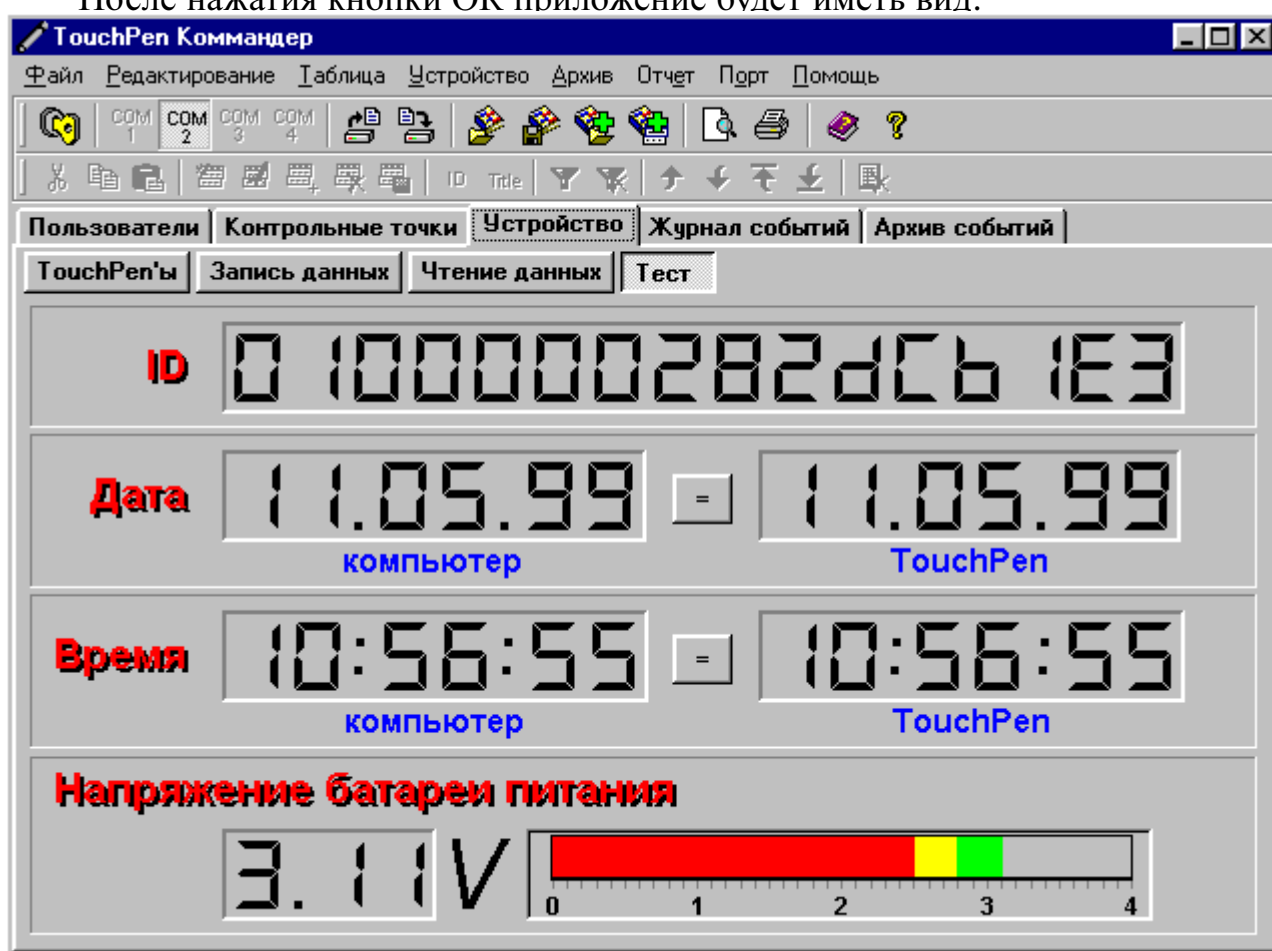 После нажатия кнопки ОК приложение будет иметь вид:
TouchPen Коммандер
Файл Редактирование Таблица Устройство Архив Отчет Порт Помощь
COM 1 COM 2 COM 3 COM 4
ID Title
Пользователи Контрольные точки Устройство Журнал событий Архив событий
TouchPen'ы Запись данных Чтение данных Тест
ID 0100000282dCb1E3
Дата 11.05.99 = 11.05.99
компьютер TouchPen
Время 10:56:55 = 10:56:55
компьютер TouchPen
Напряжение батареи питания
3.11 V
0 1 2 3 4